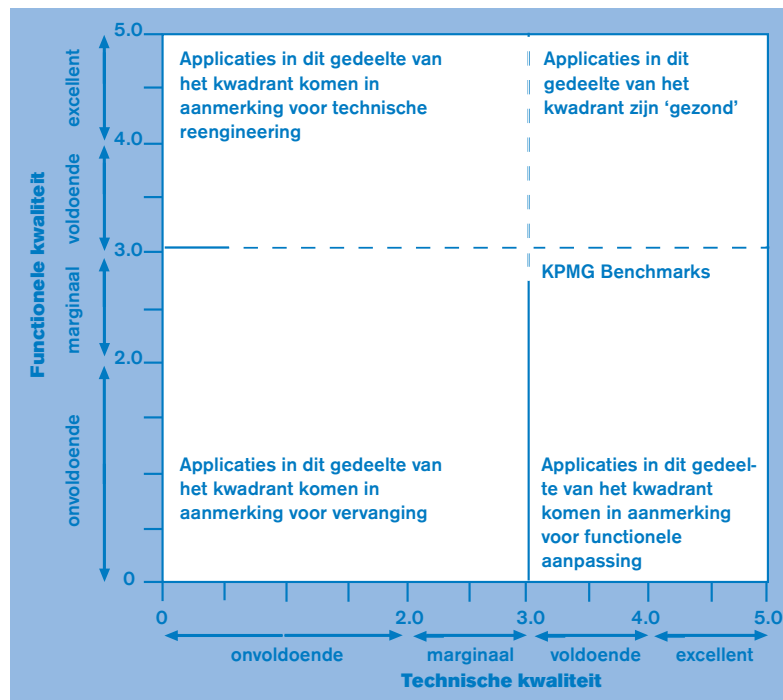 5.0
4.0
3.0
2.0
0
Functionele kwaliteit
excellent
voldoende
marginaal
onvoldoende
Applicaties in dit gedeelte van
het kwadrant komen in
aanmerking voor technische
reengineering
Applicaties in dit
gedeelte van het
kwadrant zijn ‘gezond’
KPMG Benchmarks
Applicaties in dit gedeelte van
het kwadrant komen in
aanmerking voor vervanging
Applicaties in dit gedeel-
te van het kwadrant
komen in aanmerking
voor functionele
aanpassing
0 2.0 3.0 4.0 5.0
onvoldoende marginaal voldoende excellent
Technische kwaliteit